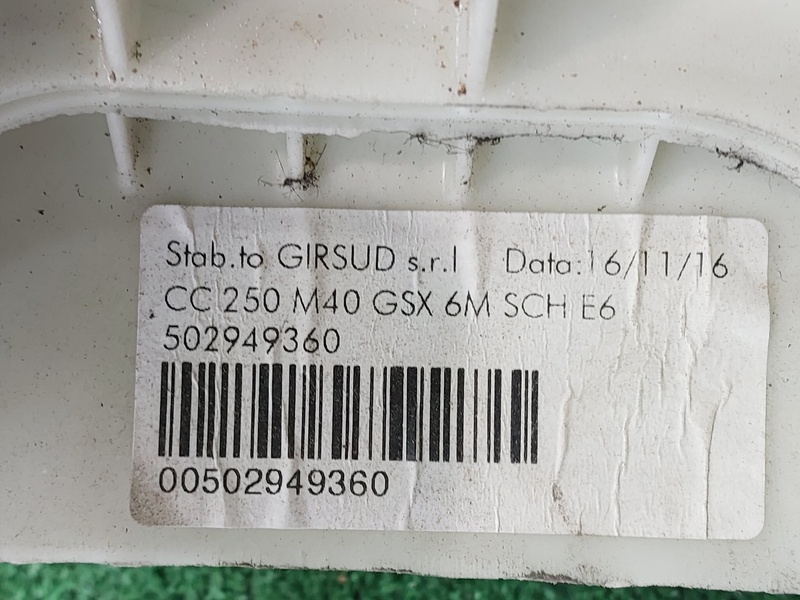 Stab.to GIRSUD s.r.l Data:16/11/16
CC 250 M40 GSX 6M SCH E6
502949360
00502949360